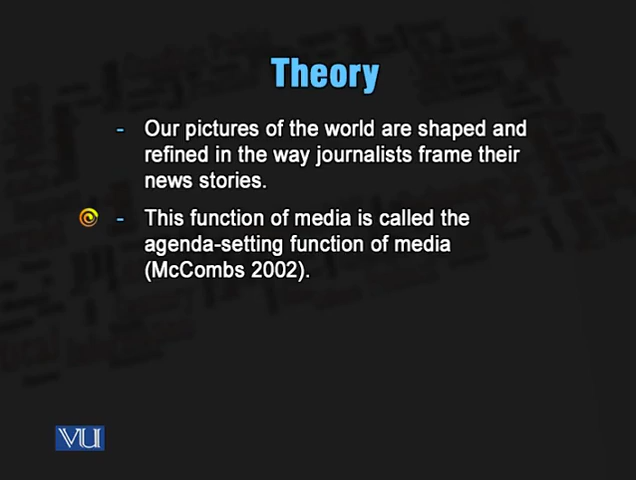 Theory
- Our pictures of the world are shaped and
refined in the way journalists frame their
news stories.
- This function of media is called the
agenda-setting function of media
(McCombs 2002).
VU